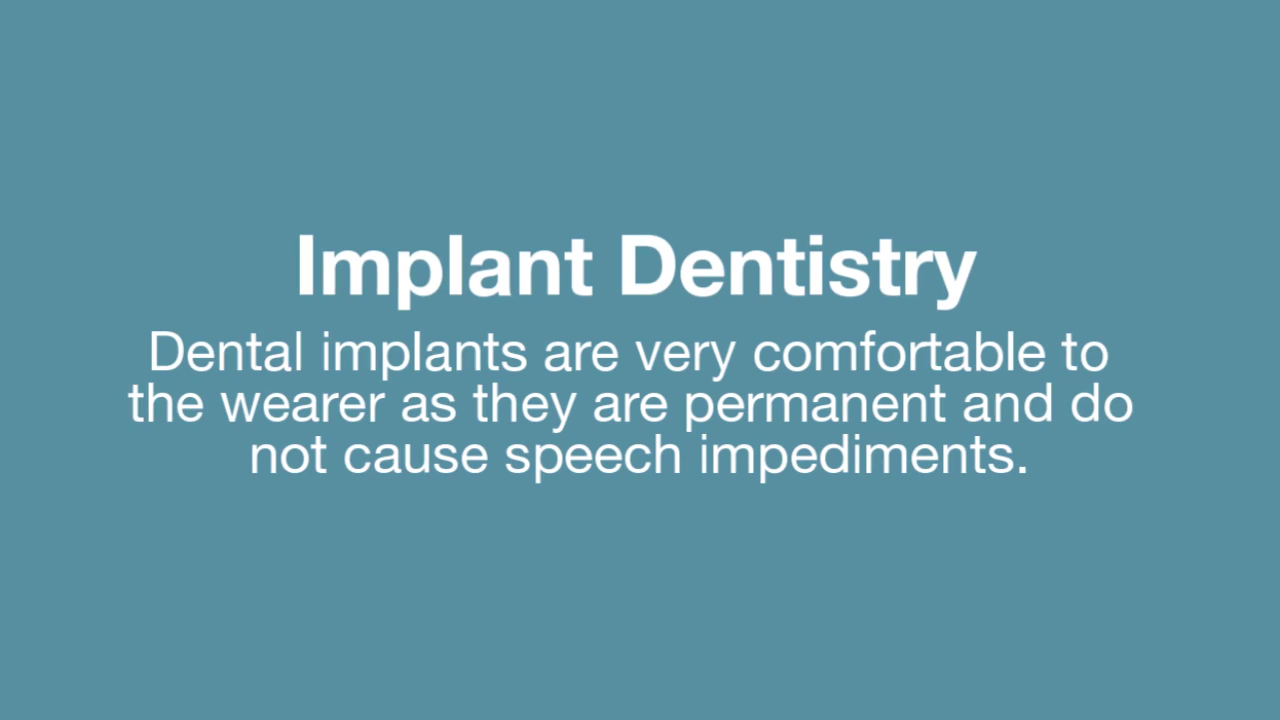 Implant Dentistry
Dental implants are very comfortable to
the wearer as they are permanent and do
not cause speech impediments.